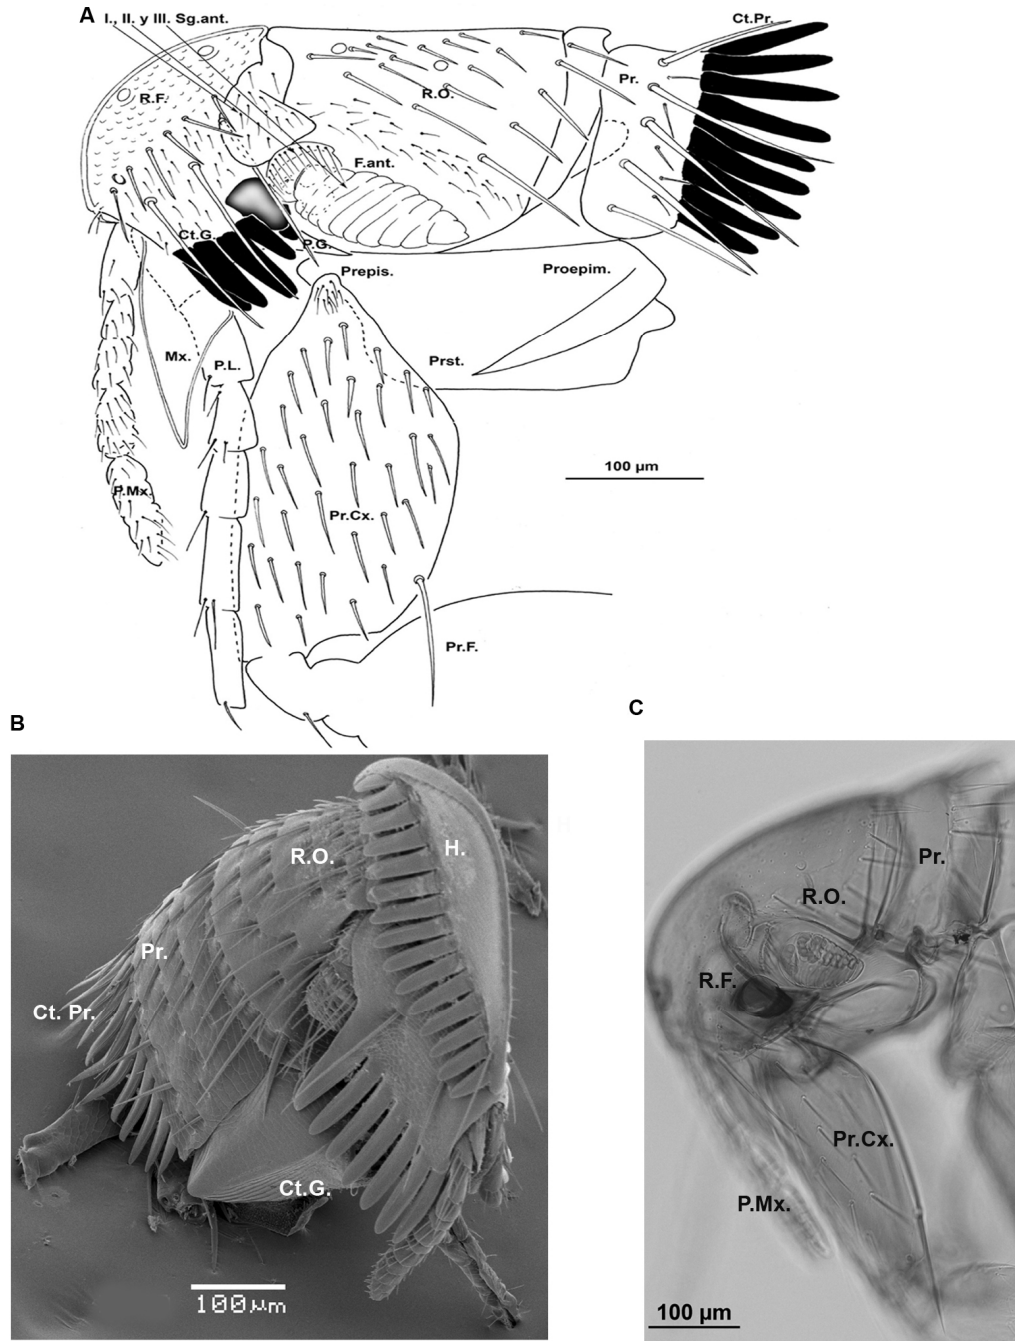 A
I., II. y III. Sg.ant.
Ct.Pr.
R.F.
R.O.
Pr.
F.ant.
Ct.G.
P.G.
Prepis.
Proepim.
Mx.
P.L.
Prst.
100 µm
P.Mx.
Pr.Cx.
Pr.F.
B
C
R.O.
H.
Pr.
Ct. Pr.
Ct.G.
100µm
Pr.
R.O.
R.F.
Pr.Cx.
P.Mx.
100 µm